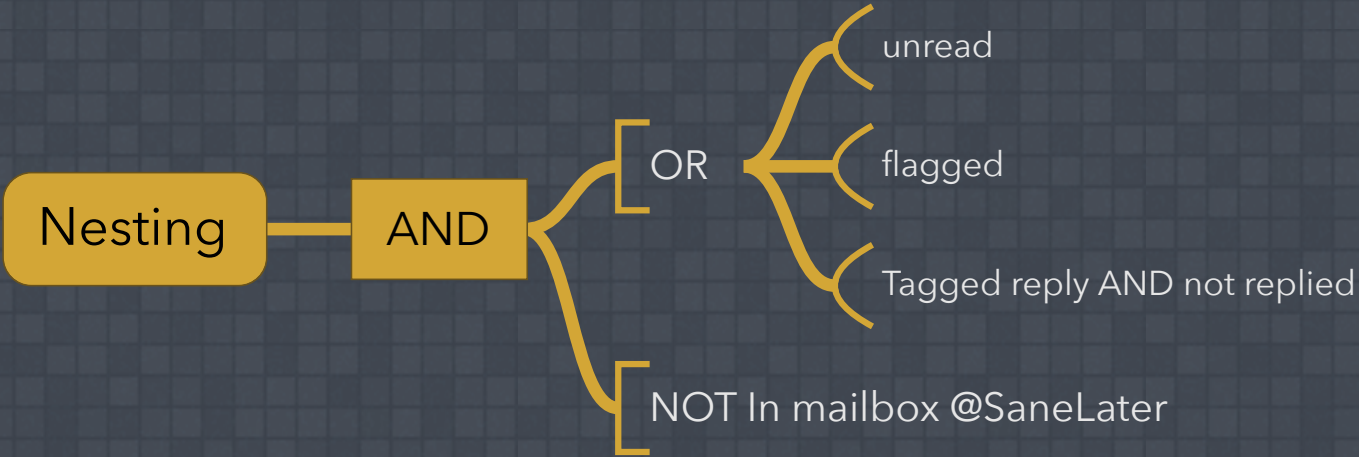 Nesting
AND
OR
unread
flagged
Tagged reply AND not replied
NOT In mailbox @SaneLater